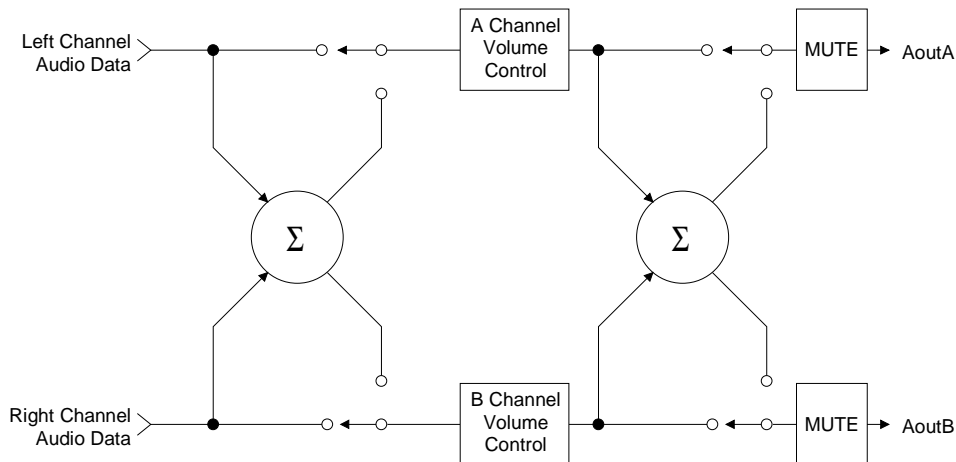 Left Channel
Audio Data
A Channel
Volume
Control
MUTE
AoutA
Σ
Σ
Right Channel
Audio Data
B Channel
Volume
Control
MUTE
AoutB